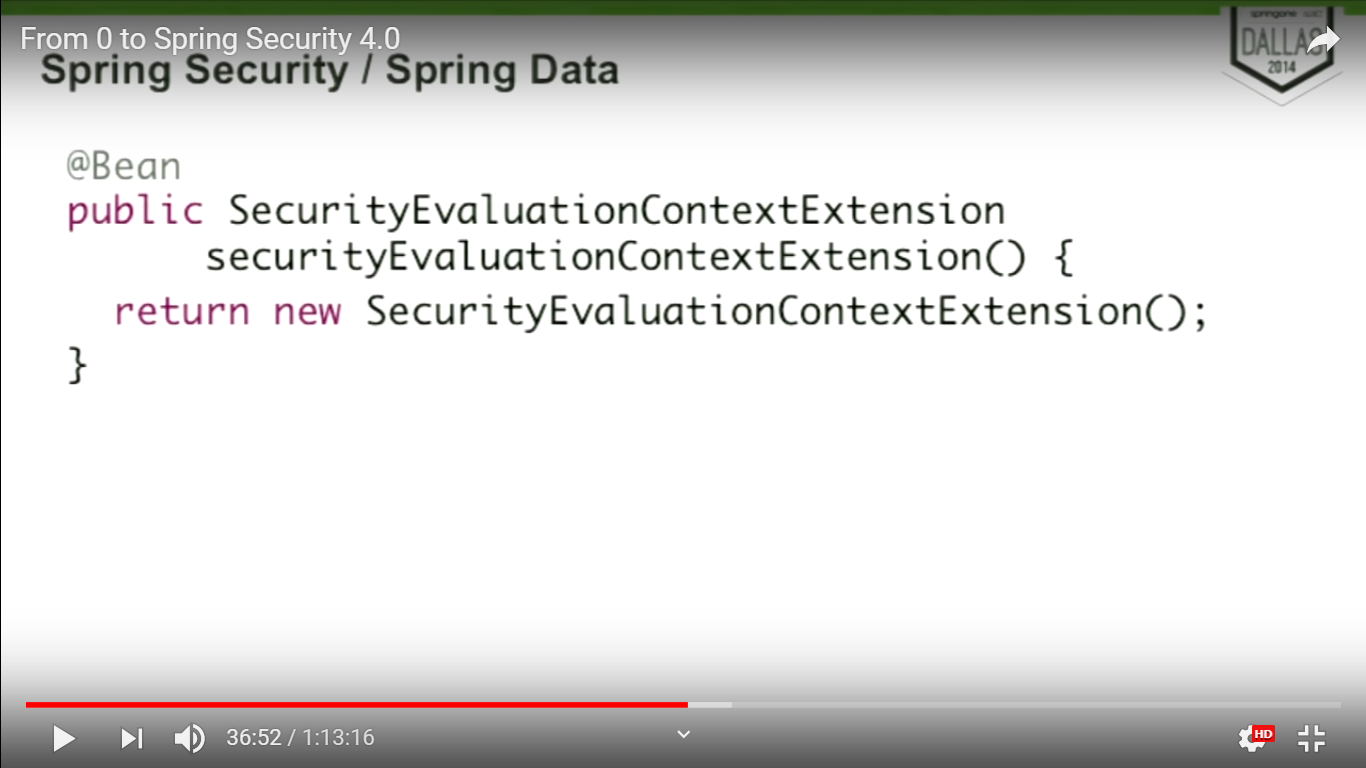 From 0 to Spring Security 4.0
Spring Security / Spring Data
springone
DALLAS
2014
@Bean
public SecurityEvaluationContextExtension
securityEvaluationContextExtension() {
return new SecurityEvaluationContextExtension();
}
36:52 / 1:13:16
HD